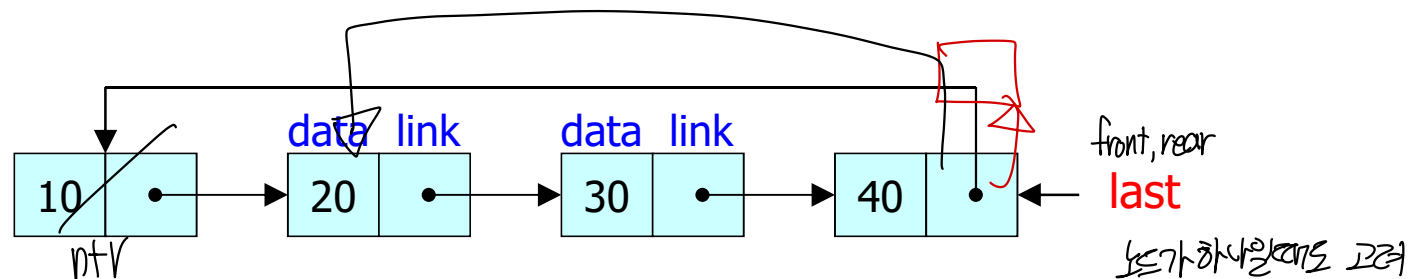 data link data link
front, rear
10 20 30 40 last
ntr
노드가 하나일때도 고려